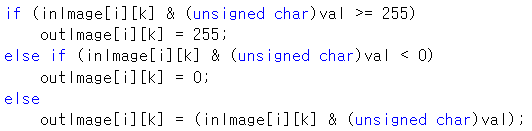 if (inImage[i][k] & (unsigned char)val >= 255)
    outImage[i][k] = 255;
else if (inImage[i][k] & (unsigned char)val < 0)
    outImage[i][k] = 0;
else
    outImage[i][k] = (inImage[i][k] & (unsigned char)val);